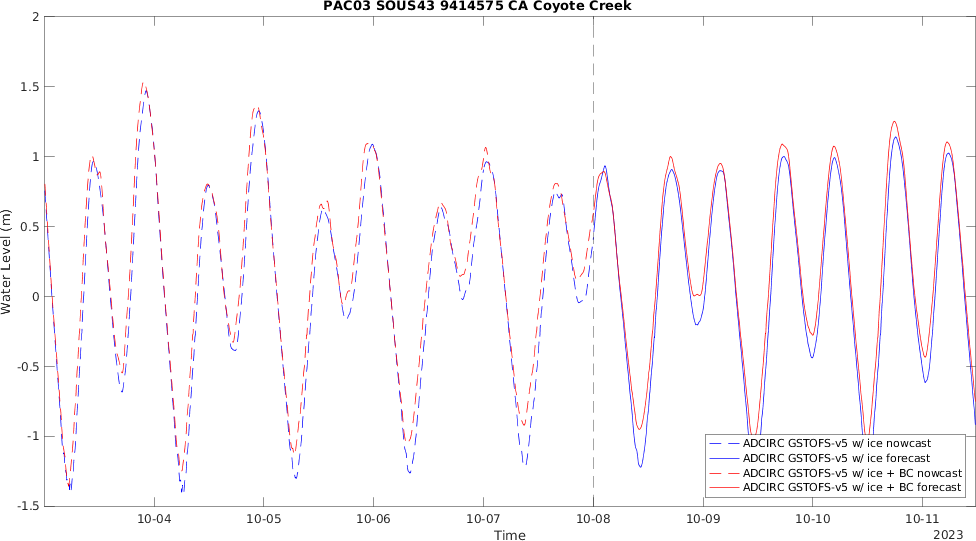 PAC03 SOUS43 9414575 CA Coyote Creek
2
1.5
1
0.5
0
-0.5
-1
-1.5
Water Level (m)
10-04
10-05
10-06
10-07
10-08
10-09
10-10
10-11
Time
2023
ADCIRC GSTOFS-v5 w/ ice nowcast
ADCIRC GSTOFS-v5 w/ ice forecast
ADCIRC GSTOFS-v5 w/ ice + BC nowcast
ADCIRC GSTOFS-v5 w/ ice + BC forecast